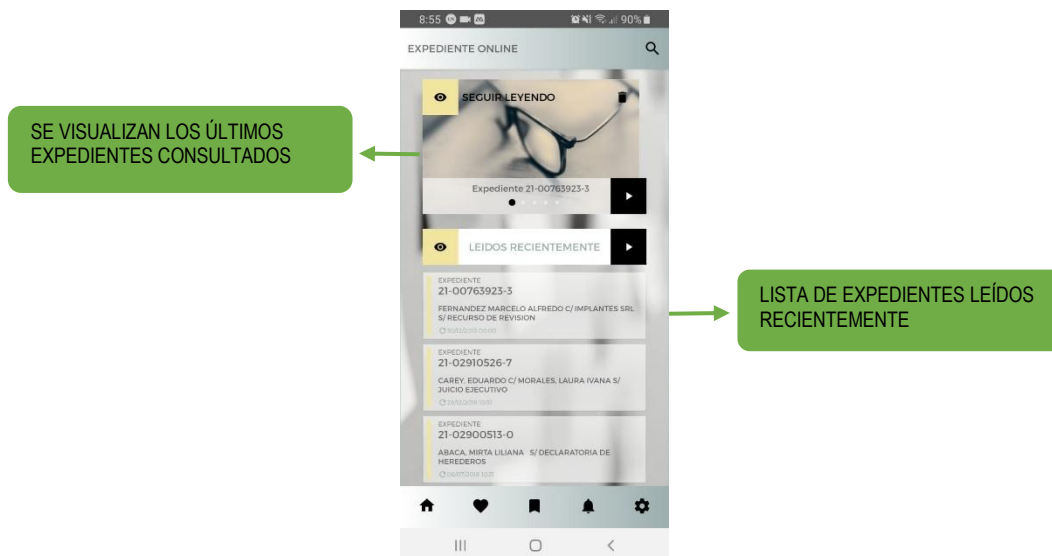 8:55 90%
EXPEDIENTE ONLINE
SEGUIR LEYENDO
SE VISUALIZAN LOS ÚLTIMOS
EXPEDIENTES CONSULTADOS
Expediente 21-00763923-3
LEIDOS RECIENTEMENTE
EXPEDIENTE
21-00763923-3
FERNANDEZ MARCELO ALFREDO C/ IMPLANTES SRL
S/ RECURSO DE REVISION
LISTA DE EXPEDIENTES LEÍDOS
RECIENTEMENTE
EXPEDIENTE
21-02910526-7
CAREY, EDUARDO C/ MORALES, LAURA IVANA S/
JUICIO EJECUTIVO
EXPEDIENTE
21-02900513-0
ABACA, MIRTA LILIANA S/ DECLARATORIA DE
HEREDEROS